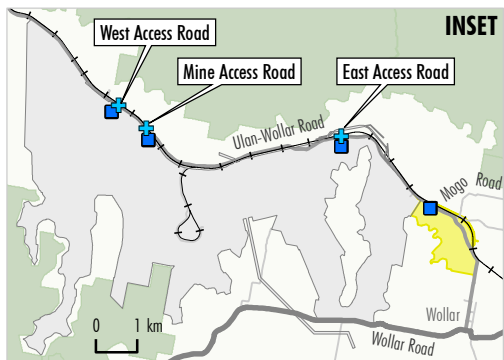 INSET
West Access Road
Mine Access Road
East Access Road
Ulan-Wollar Road
Mogo Road
Wollar
Wollar Road
0 1 km